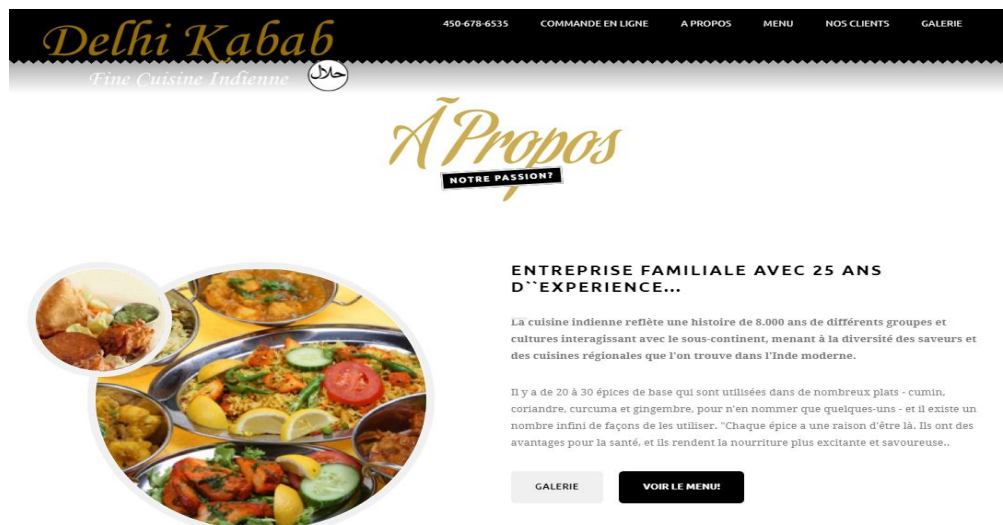 Delhi Kabab
Fine Cuisine Indienne
حلال
450-678-6535 COMMANDE EN LIGNE A PROPOS MENU NOS CLIENTS GALERIE
Ã Propos
NOTRE PASSION?
ENTREPRISE FAMILIALE AVEC 25 ANS
D``EXPERIENCE...
La cuisine indienne reflète une histoire de 8.000 ans de différents groupes et
cultures interagissant avec le sous-continent, menant à la diversité des saveurs et
des cuisines régionales que l'on trouve dans l'Inde moderne.
Il y a de 20 à 30 épices de base qui sont utilisées dans de nombreux plats - cumin,
coriandre, curcuma et gingembre, pour n'en nommer que quelques-uns - et il existe un
nombre infini de façons de les utiliser. "Chaque épice a une raison d'être là. Ils ont des
avantages pour la santé, et ils rendent la nourriture plus excitante et savoureuse..
GALERIE VOIR LE MENU!